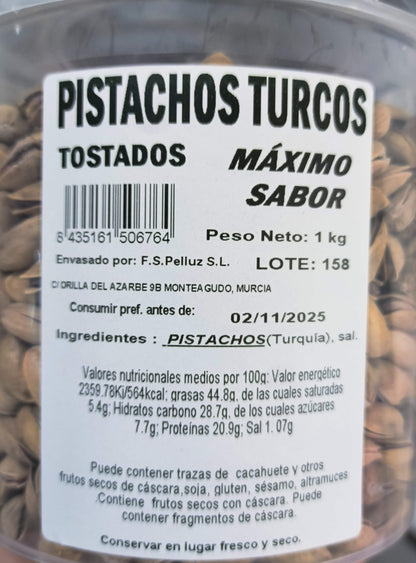 PISTACHOS TURCOS
TOSTADOS
MÁXIMO
SABOR
8 435161 506764
Peso Neto: 1 kg
Envasado por: F.S.Pelluz S.L.
LOTE: 158
C/ ORILLA DEL AZARBE 9B MONTEAGUDO, MURCIA
Consumir pref. antes de:
02/11/2025
Ingredientes : PISTACHOS(Turquía), sal.
Valores nutricionales medios por 100g: Valor energético
2359.78Kj/564kcal; grasas 44.8g, de las cuales saturadas
5.4g; Hidratos carbono 28.7g, de los cuales azúcares
7.7g; Proteínas 20.9g; Sal 1. 07g
Puede contener trazas de cacahuete y otros
frutos secos de cáscara,soja, gluten, sésamo, altramuces
.Contiene frutos secos con cáscara. Puede
contener fragmentos de cáscara.
Conservar en lugar fresco y seco.